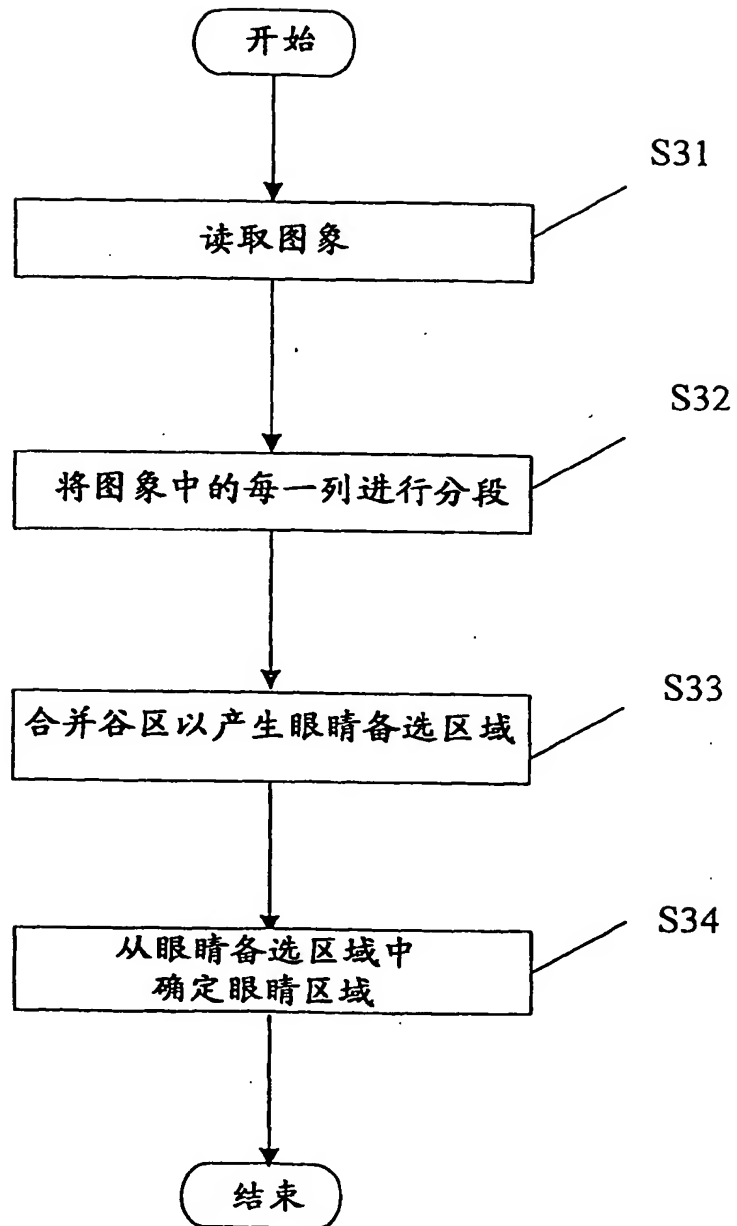 开始
S31
读取图象
S32
将图象中的每一列进行分段
S33
合并谷区以产生眼睛备选区域
S34
从眼睛备选区域中
确定眼睛区域
结束